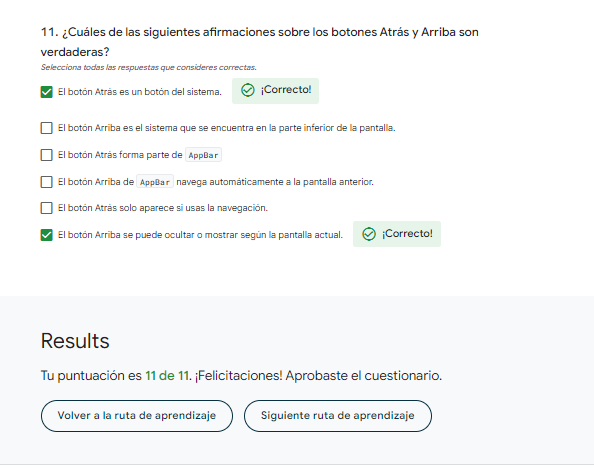 11. ¿Cuáles de las siguientes afirmaciones sobre los botones Atrás y Arriba son
verdaderas?
Selecciona todas las respuestas que consideres correctas.
El botón Atrás es un botón del sistema. ¡Correcto!
El botón Arriba es el sistema que se encuentra en la parte inferior de la pantalla.
El botón Atrás forma parte de AppBar
El botón Arriba de AppBar navega automáticamente a la pantalla anterior.
El botón Atrás solo aparece si usas la navegación.
El botón Arriba se puede ocultar o mostrar según la pantalla actual. ¡Correcto!
Results
Tu puntuación es 11 de 11. ¡Felicitaciones! Aprobaste el cuestionario.
Volver a la ruta de aprendizaje Siguiente ruta de aprendizaje